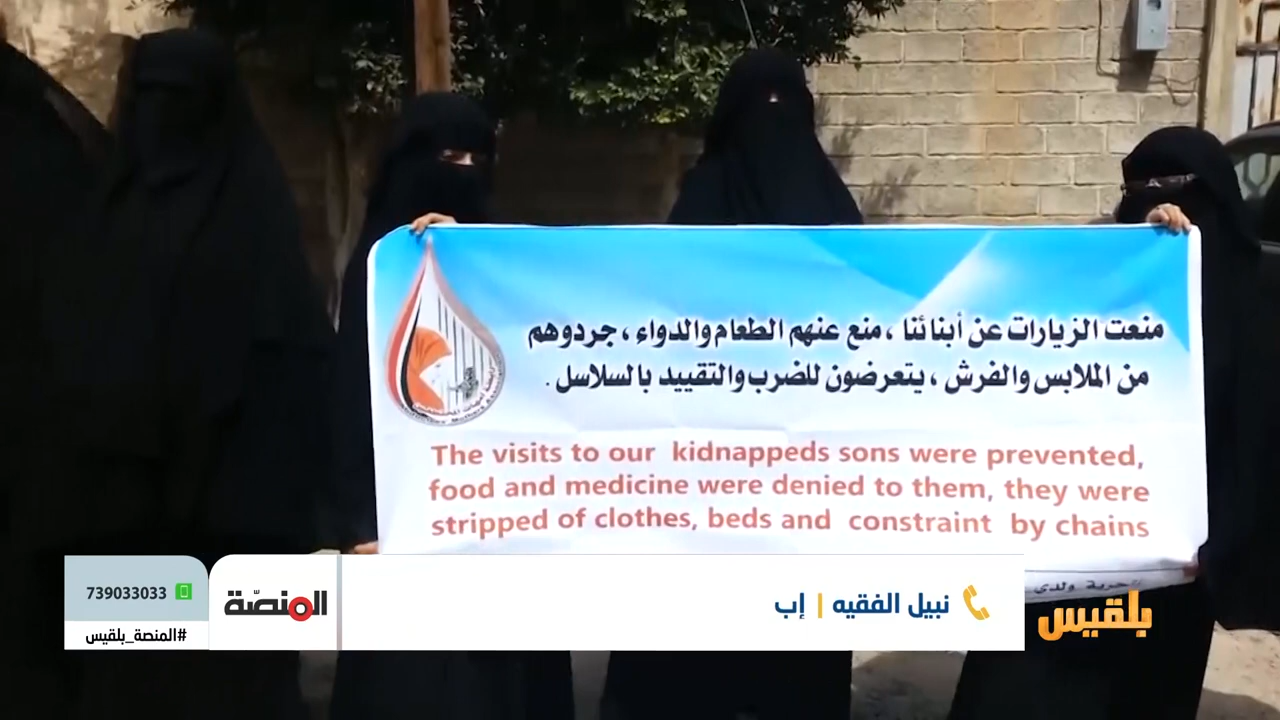 منعت الزيارات عن أبنائنا ، منع عنهم الطعام والدواء ، جردوهم
من الملابس والفرش ، يتعرضون للضرب والتقييد بالسلاسل .
The visits to our kidnappeds sons were prevented,
food and medicine were denied to them, they were
stripped of clothes, beds and constraint by chains
الحرية ولدي
بلقيس
نبيل الفقيه | إب
المنصّة
739033033
#المنصة_بلقيس